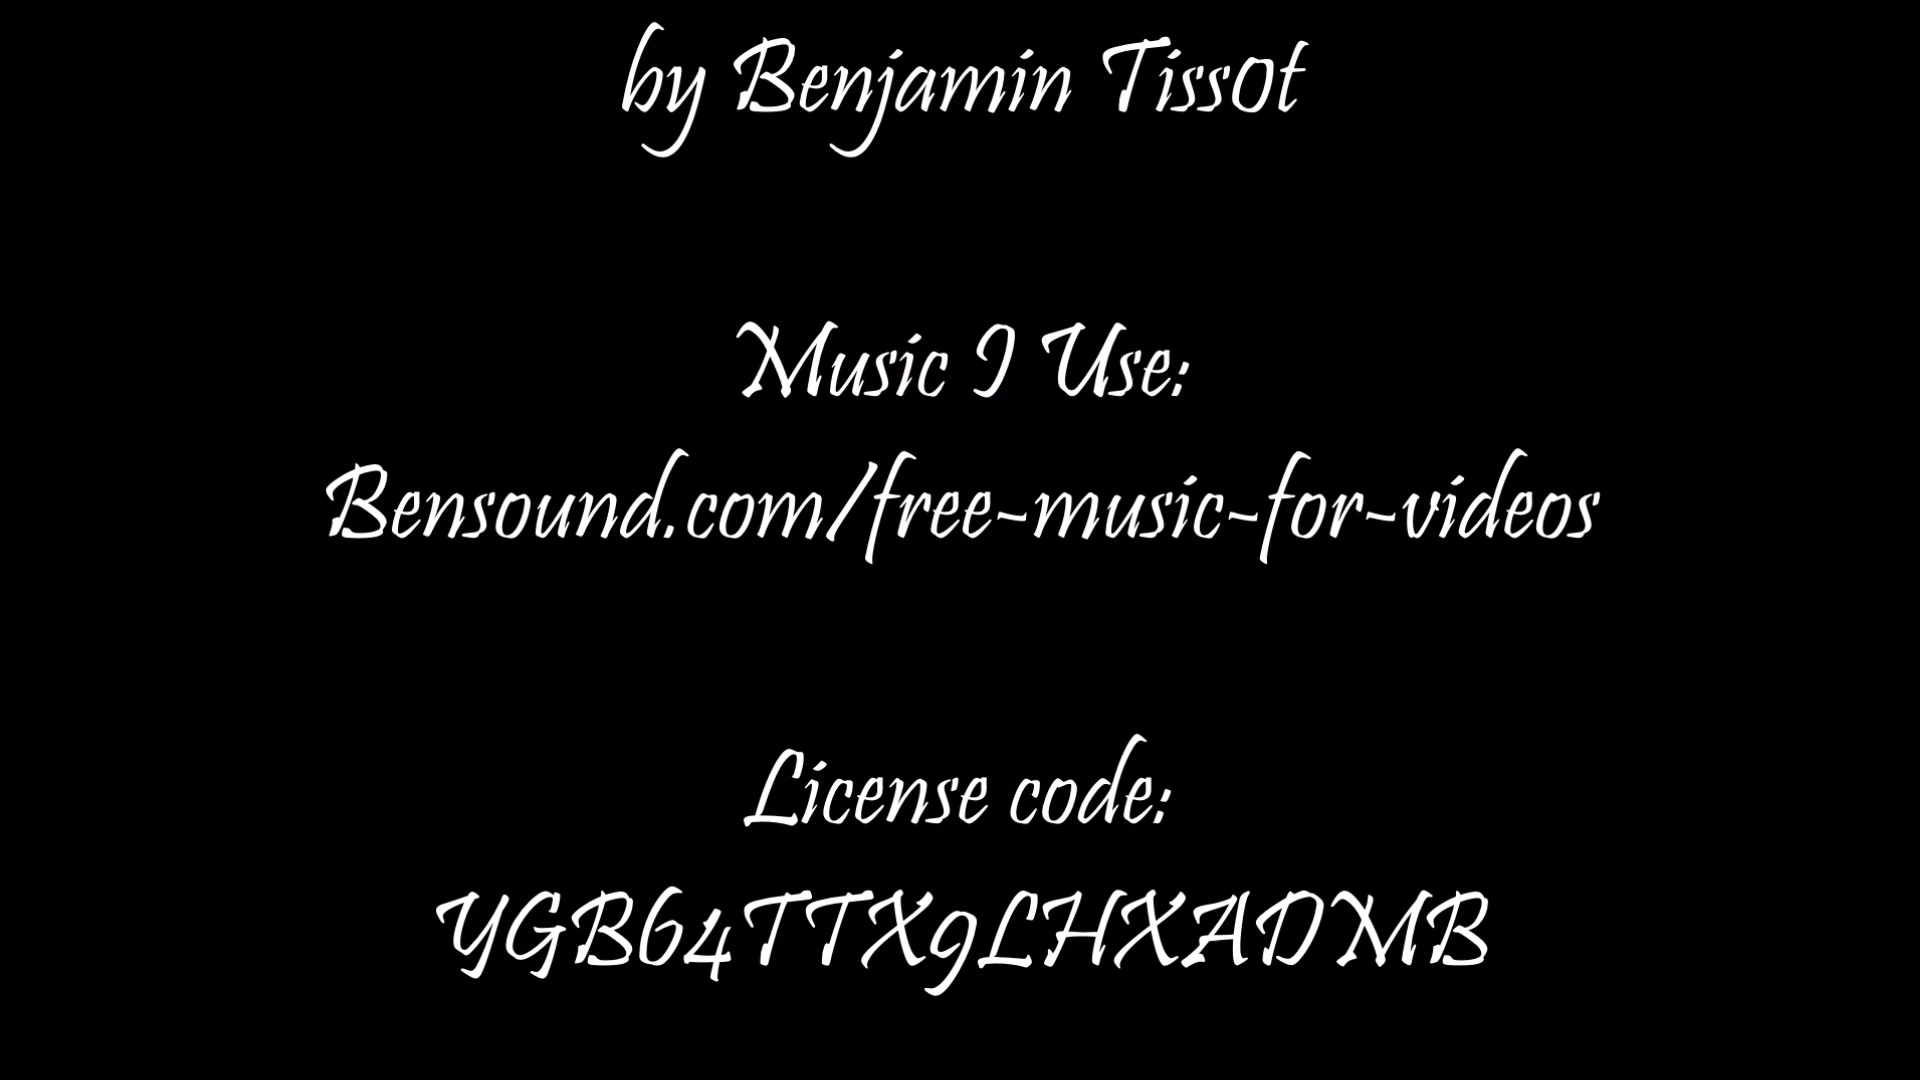 by Benjamin Tiss0t
Music I Use:
Bensound.com/free-music-for-videos
License code:
YGB64TTX9LHXADMB